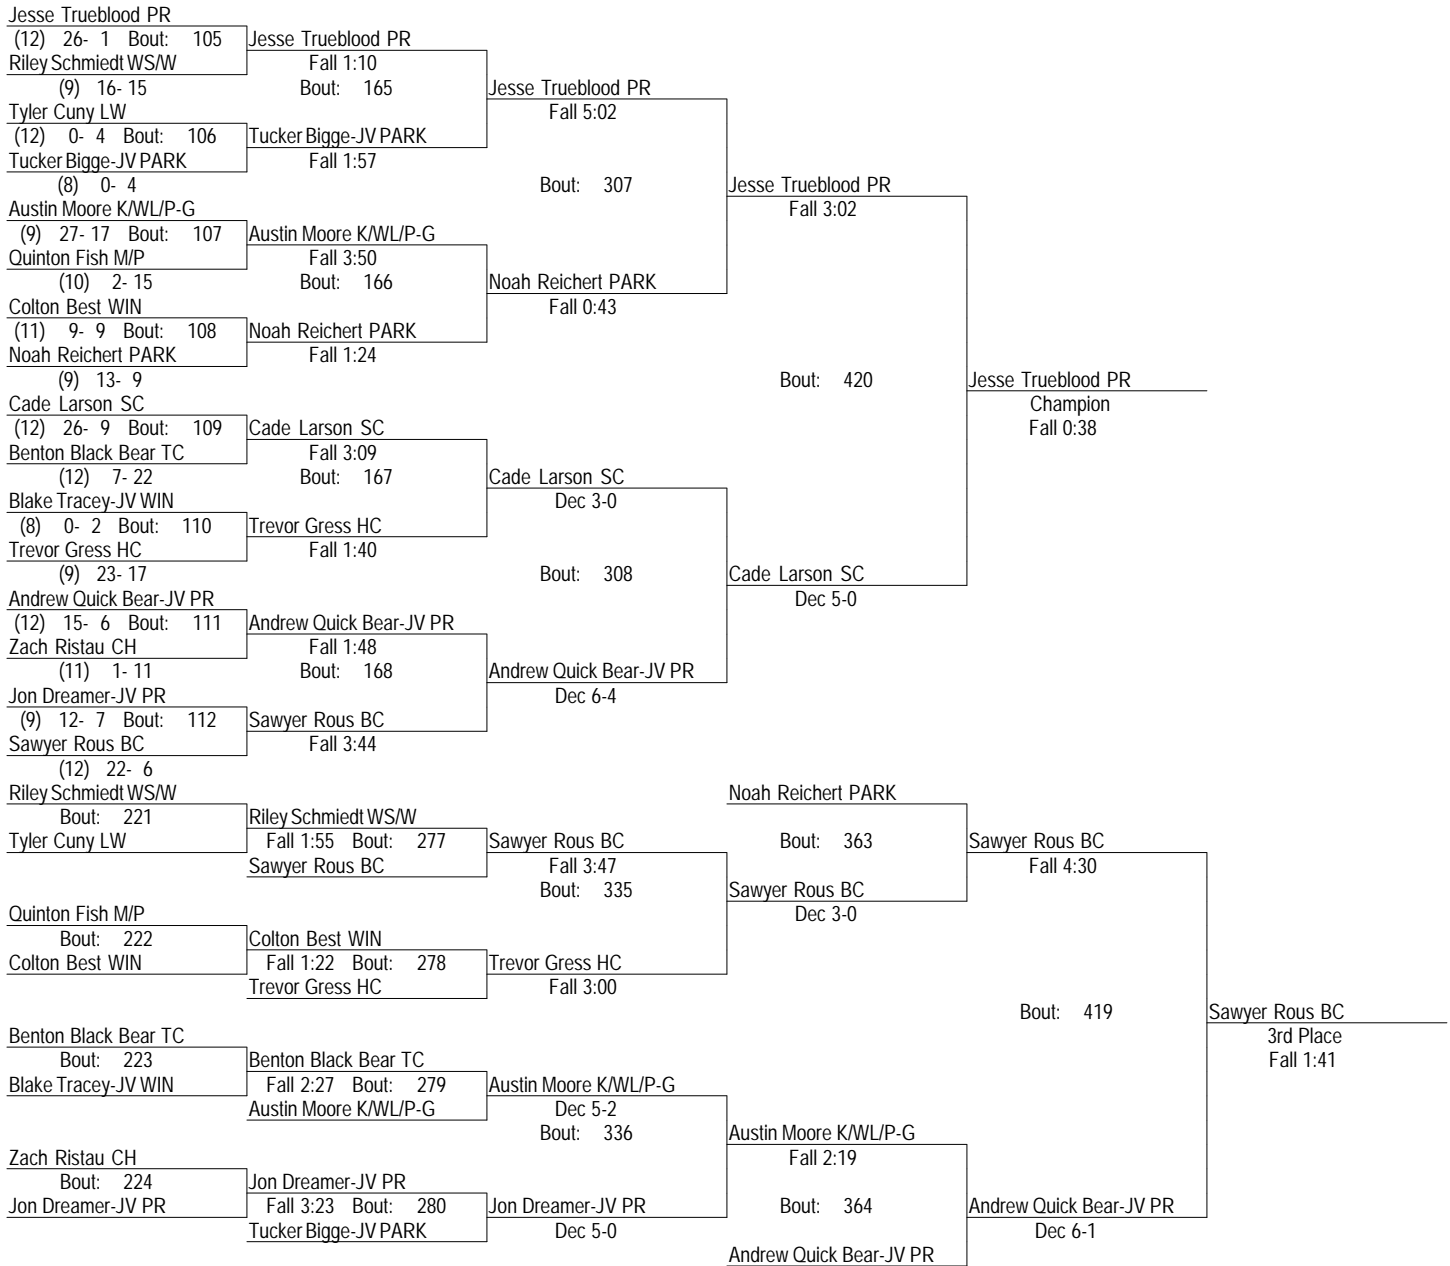 Jesse Trueblood PR
(12) 26- 1 Bout: 105 Jesse Trueblood PR
Riley Schmiedt WS/W Fall 1:10
(9) 16- 15 Bout: 165 Jesse Trueblood PR
Tyler Cuny LW Fall 5:02
(12) 0- 4 Bout: 106 Tucker Bigge-JV PARK
Tucker Bigge-JV PARK Fall 1:57
(8) 0- 4 Bout: 307 Jesse Trueblood PR
Austin Moore K/WL/P-G Fall 3:02
(9) 27- 17 Bout: 107 Austin Moore K/WL/P-G
Quinton Fish M/P Fall 3:50
(10) 2- 15 Bout: 166 Noah Reichert PARK
Colton Best WIN Fall 0:43
(11) 9- 9 Bout: 108 Noah Reichert PARK
Noah Reichert PARK Fall 1:24
(9) 13- 9 Bout: 420 Jesse Trueblood PR
Cade Larson SC Champion
(12) 26- 9 Bout: 109 Cade Larson SC Fall 0:38
Benton Black Bear TC Fall 3:09
(12) 7- 22 Bout: 167 Cade Larson SC
Blake Tracey-JV WIN Dec 3-0
(8) 0- 2 Bout: 110 Trevor Gress HC
Trevor Gress HC Fall 1:40
(9) 23- 17 Bout: 308 Cade Larson SC
Andrew Quick Bear-JV PR Dec 5-0
(12) 15- 6 Bout: 111 Andrew Quick Bear-JV PR
Zach Ristau CH Fall 1:48
(11) 1- 11 Bout: 168 Andrew Quick Bear-JV PR
Jon Dreamer-JV PR Dec 6-4
(9) 12- 7 Bout: 112 Sawyer Rous BC
Sawyer Rous BC Fall 3:44
(12) 22- 6
Riley Schmiedt WS/W Noah Reichert PARK
Bout: 221 Riley Schmiedt WS/W
Tyler Cuny LW Fall 1:55 Bout: 277 Sawyer Rous BC Bout: 363 Sawyer Rous BC
Sawyer Rous BC Fall 3:47 Fall 4:30
Bout: 335 Sawyer Rous BC
Quinton Fish M/P Dec 3-0
Bout: 222 Colton Best WIN
Colton Best WIN Fall 1:22 Bout: 278 Trevor Gress HC
Trevor Gress HC Fall 3:00
Bout: 419 Sawyer Rous BC
Benton Black Bear TC 3rd Place
Bout: 223 Benton Black Bear TC Fall 1:41
Blake Tracey-JV WIN Fall 2:27 Bout: 279 Austin Moore K/WL/P-G
Austin Moore K/WL/P-G Dec 5-2
Bout: 336 Austin Moore K/WL/P-G
Zach Ristau CH Fall 2:19
Bout: 224 Jon Dreamer-JV PR
Jon Dreamer-JV PR Fall 3:23 Bout: 280 Jon Dreamer-JV PR Bout: 364 Andrew Quick Bear-JV PR
Tucker Bigge-JV PARK Dec 5-0 Dec 6-1
Andrew Quick Bear-JV PR